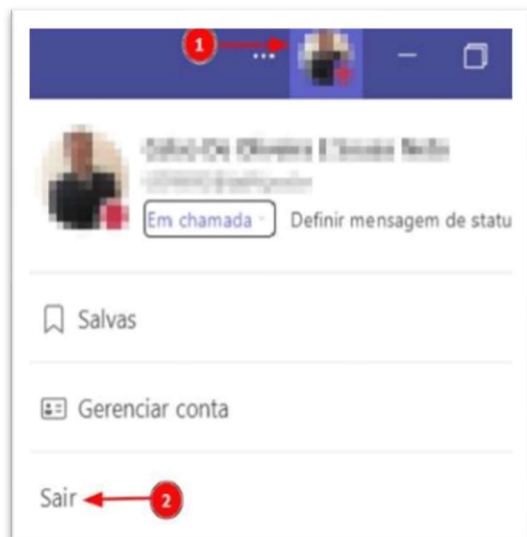 1
...
Em chamada Definir mensagem de statu
Salvas
Gerenciar conta
Sair 2